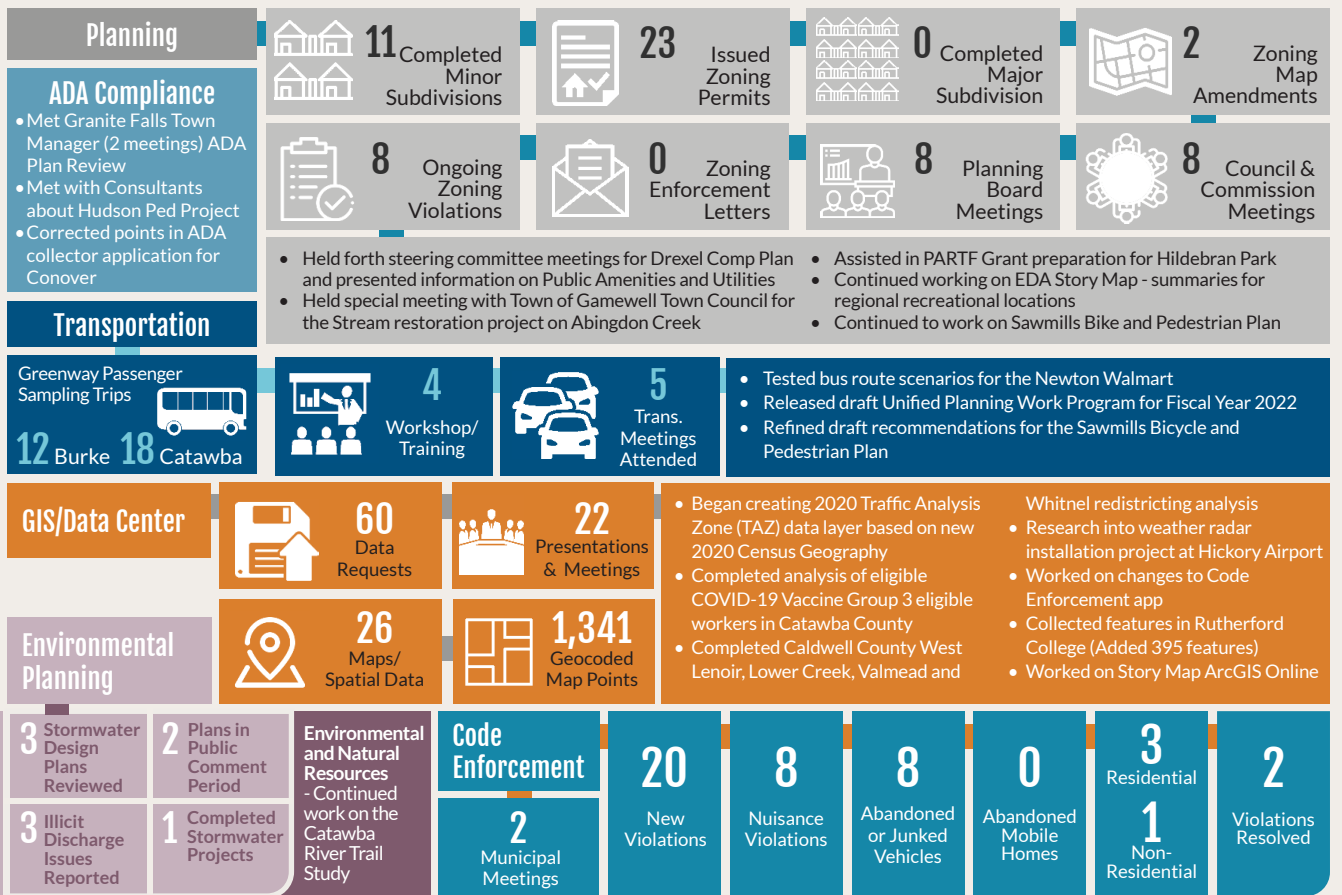 Planning
11 Completed
Minor
Subdivisions
23 Issued
Zoning
Permits
0 Completed
Major
Subdivision
2 Zoning
Map
Amendments
ADA Compliance
• Met Granite Falls Town
Manager (2 meetings) ADA
Plan Review
• Met with Consultants
about Hudson Ped Project
• Corrected points in ADA
collector application for
Conover
8 Ongoing
Zoning
Violations
0 Zoning
Enforcement
Letters
8 Planning
Board
Meetings
8 Council &
Commission
Meetings
• Held forth steering committee meetings for Drexel Comp Plan
and presented information on Public Amenities and Utilities
• Held special meeting with Town of Gamewell Town Council for
the Stream restoration project on Abingdon Creek
• Assisted in PARTF Grant preparation for Hildebran Park
• Continued working on EDA Story Map - summaries for
regional recreational locations
• Continued to work on Sawmills Bike and Pedestrian Plan
Transportation
Greenway Passenger
Sampling Trips
12 Burke 18 Catawba
4
Workshop/
Training
5
Trans.
Meetings
Attended
• Tested bus route scenarios for the Newton Walmart
• Released draft Unified Planning Work Program for Fiscal Year 2022
• Refined draft recommendations for the Sawmills Bicycle and
Pedestrian Plan
GIS/Data Center
60
Data
Requests
22
Presentations
& Meetings
26
Maps/
Spatial Data
1,341
Geocoded
Map Points
• Began creating 2020 Traffic Analysis
Zone (TAZ) data layer based on new
2020 Census Geography
• Completed analysis of eligible
COVID-19 Vaccine Group 3 eligible
workers in Catawba County
• Completed Caldwell County West
Lenoir, Lower Creek, Valmead and
Whitnel redistricting analysis
• Research into weather radar
installation project at Hickory Airport
• Worked on changes to Code
Enforcement app
• Collected features in Rutherford
College (Added 395 features)
• Worked on Story Map ArcGIS Online
Environmental
Planning
3 Stormwater
Design
Plans
Reviewed
2 Plans in
Public
Comment
Period
3 Illicit
Discharge
Issues
Reported
1 Completed
Stormwater
Projects
Environmental
and Natural
Resources
- Continued
work on the
Catawba
River Trail
Study
Code
Enforcement
2
Municipal
Meetings
20
New
Violations
8
Nuisance
Violations
8
Abandoned
or Junked
Vehicles
0
Abandoned
Mobile
Homes
3
Residential
1
Non-
Residential
2
Violations
Resolved